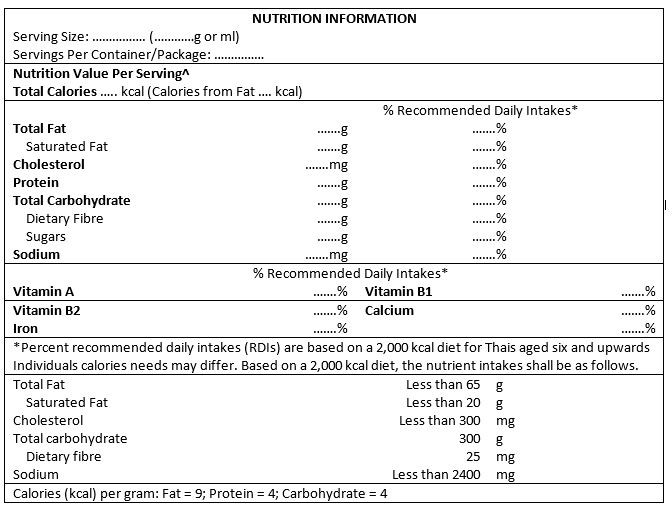 NUTRITION INFORMATION
Serving Size: ............... (...........g or ml)
Servings Per Container/Package: ..............
Nutrition Value Per Serving^
Total Calories ..... kcal (Calories from Fat .... kcal)
% Recommended Daily Intakes*
Total Fat .......g .......%
Saturated Fat .......g .......%
Cholesterol .......mg .......%
Protein .......g .......%
Total Carbohydrate .......g .......%
Dietary Fibre .......g .......%
Sugars .......g .......%
Sodium .......mg .......%
% Recommended Daily Intakes*
Vitamin A .......% Vitamin B1 .......%
Vitamin B2 .......% Calcium .......%
Iron .......% .......%
*Percent recommended daily intakes (RDIs) are based on a 2,000 kcal diet for Thais aged six and upwards
Individuals calories needs may differ. Based on a 2,000 kcal diet, the nutrient intakes shall be as follows.
Total Fat Less than 65 g
Saturated Fat Less than 20 g
Cholesterol Less than 300 mg
Total carbohydrate 300 g
Dietary fibre 25 mg
Sodium Less than 2400 mg
Calories (kcal) per gram: Fat = 9; Protein = 4; Carbohydrate = 4